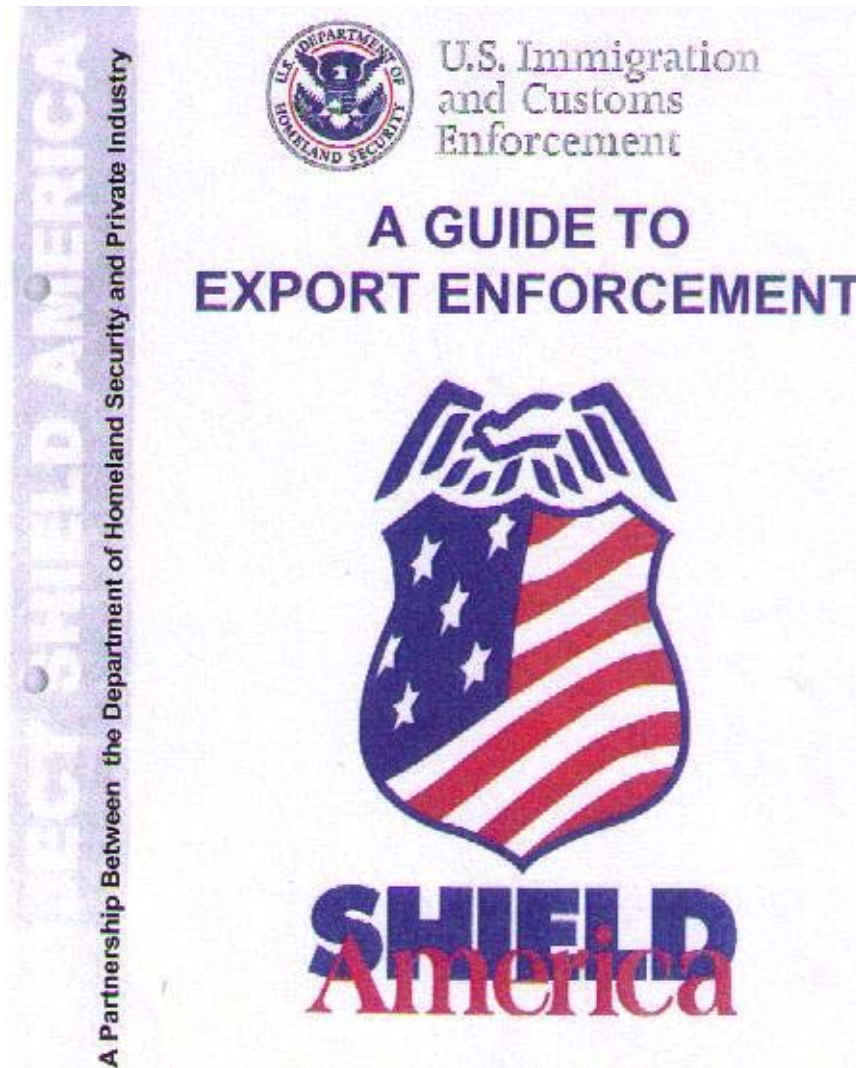 U.S. DEPARTMENT OF
HOMELAND SECURITY
U.S. Immigration
and Customs
Enforcement
A GUIDE TO
EXPORT ENFORCEMENT
SHIELD
America
SHIELD AMERICA
A Partnership Between the Department of Homeland Security and Private Industry